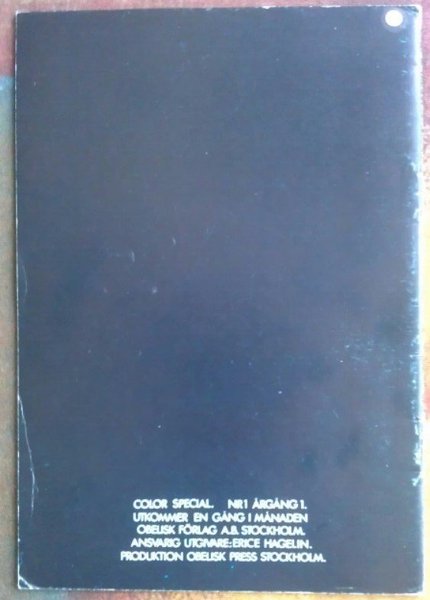 COLOR SPECIAL. NR1 ÅRGÅNG 1.
UTKOMMER EN GÅNG I MÅNADEN
OBELISK FÖRLAG A.B. STOCKHOLM.
ANSVARIG UTGIVARE: ERICE HAGELIN.
PRODUKTION OBELISK PRESS STOCKHOLM.